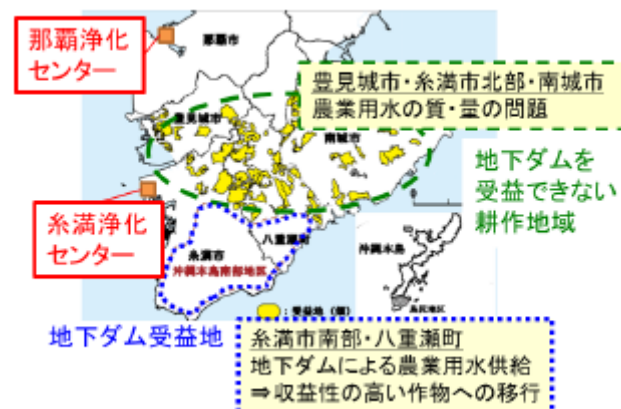 那覇浄化
センター
那覇市
豊見城市・糸満市北部・南城市
農業用水の質・量の問題
豊見城市
南城市
地下ダムを
受益できない
耕作地域
糸満浄化
センター
八重瀬町
糸満市
沖縄本島南部地区
沖縄本島
:受益地(畑)
地下ダム受益地
糸満市南部・八重瀬町
地下ダムによる農業用水供給
⇒収益性の高い作物への移行